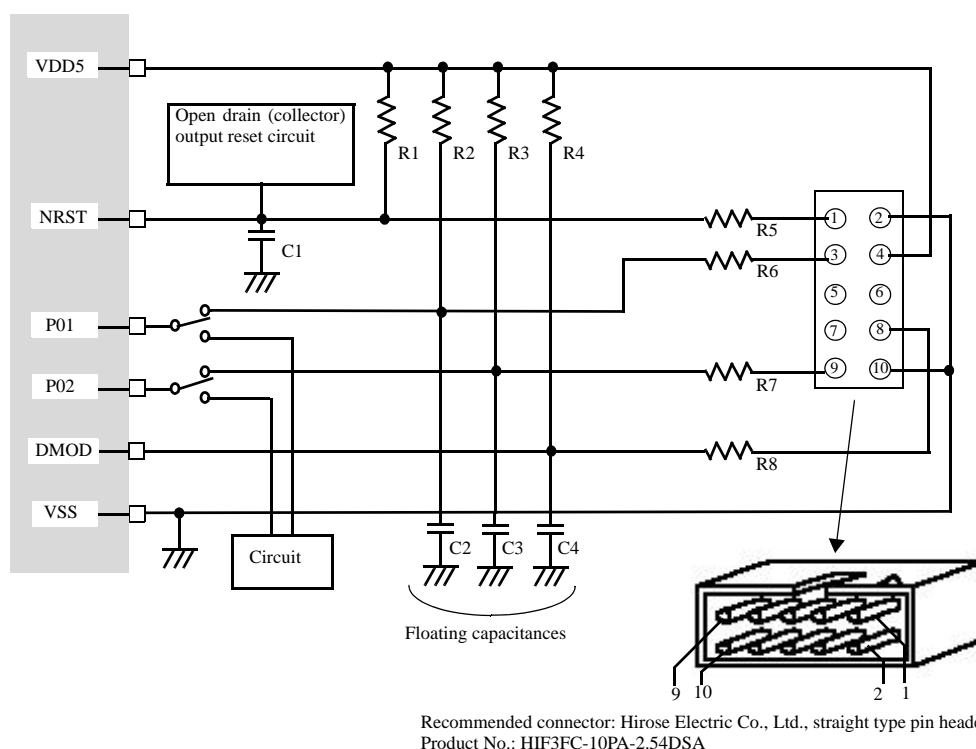 VDD5
Open drain (collector)
output reset circuit
R1
R2
R3
R4
NRST
C1
R5
R6
1
2
3
4
5
6
7
8
9
10
P01
P02
R7
DMOD
R8
VSS
Circuit
C2
C3
C4
Floating capacitances
9
10
2
1
Recommended connector: Hirose Electric Co., Ltd., straight type pin heade
Product No.: HIF3FC-10PA-2.54DSA